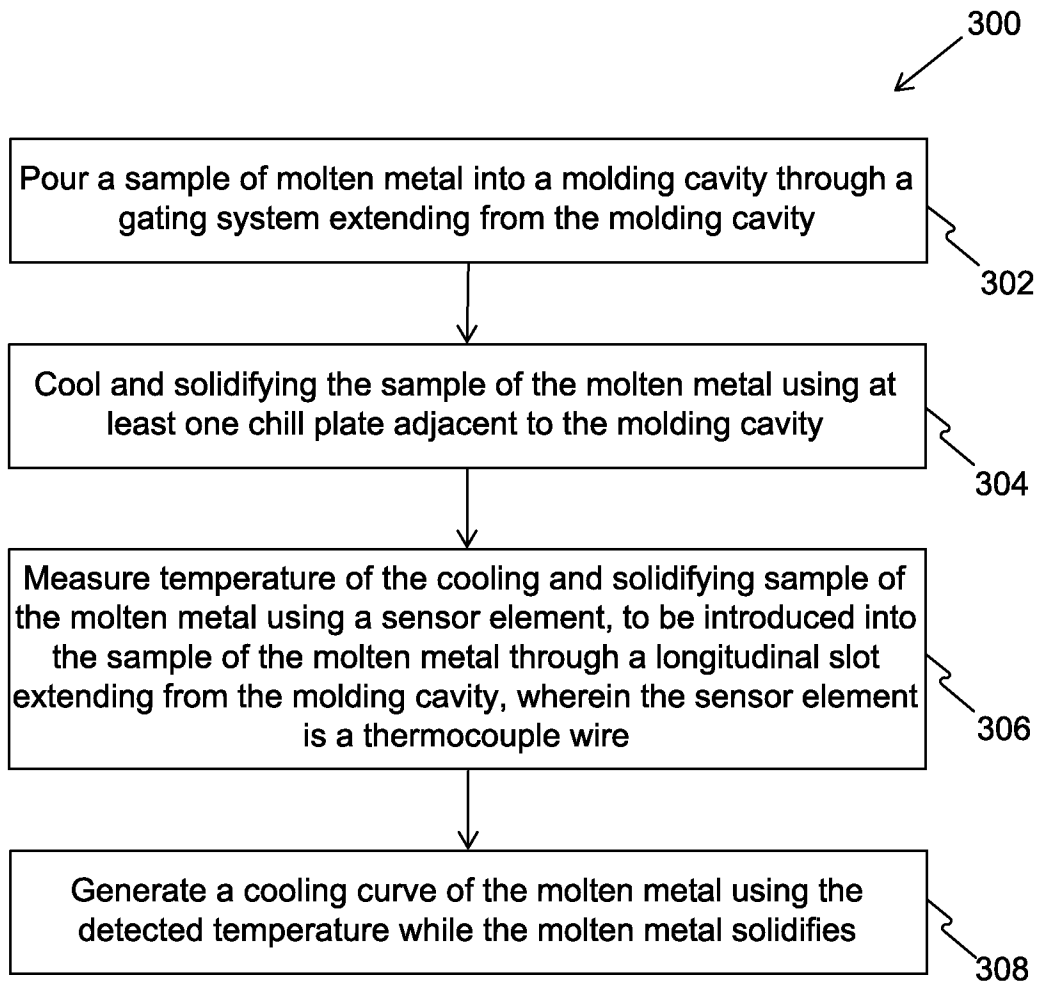 300
Pour a sample of molten metal into a molding cavity through a
gating system extending from the molding cavity
302
Cool and solidifying the sample of the molten metal using at
least one chill plate adjacent to the molding cavity
304
Measure temperature of the cooling and solidifying sample of
the molten metal using a sensor element, to be introduced into
the sample of the molten metal through a longitudinal slot
extending from the molding cavity, wherein the sensor element
is a thermocouple wire
306
Generate a cooling curve of the molten metal using the
detected temperature while the molten metal solidifies
308